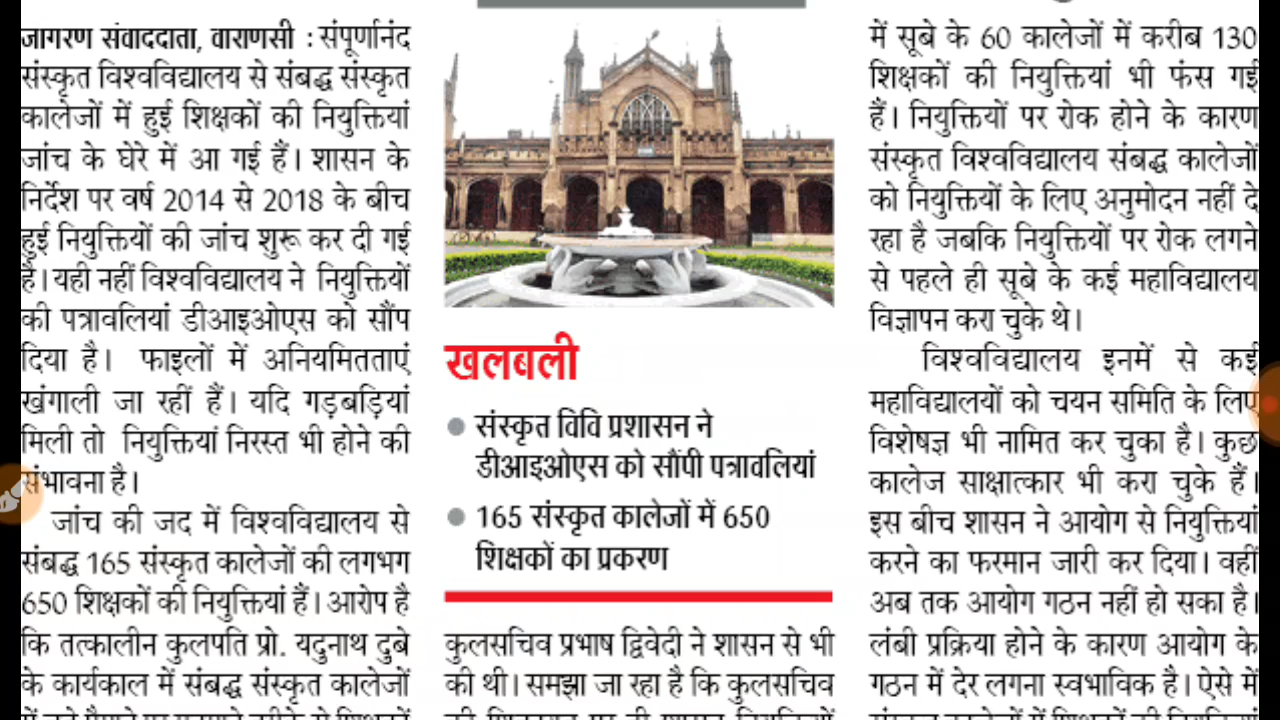 जागरण संवाददाता, वाराणसी : संपूर्णानंद
संस्कृत विश्वविद्यालय से संबद्ध संस्कृत
कालेजों में हुई शिक्षकों की नियुक्तियां
जांच के घेरे में आ गई हैं। शासन के
निर्देश पर वर्ष 2014 से 2018 के बीच
हुई नियुक्तियों की जांच शुरू कर दी गई
है। यही नहीं विश्वविद्यालय ने नियुक्तियों
की पत्रावलियां डीआइओएस को सौंप
दिया है। फाइलों में अनियमितताएं
खंगाली जा रहीं हैं। यदि गड़बड़ियां
मिली तो नियुक्तियां निरस्त भी होने की
संभावना है।
जांच की जद में विश्वविद्यालय से
संबद्ध 165 संस्कृत कालेजों की लगभग
650 शिक्षकों की नियुक्तियां हैं। आरोप है
कि तत्कालीन कुलपति प्रो. यदुनाथ दुबे
के कार्यकाल में संबद्ध संस्कृत कालेजों
खलबली
संस्कृत विवि प्रशासन ने
डीआइओएस को सौंपी पत्रावलियां
165 संस्कृत कालेजों में 650
शिक्षकों का प्रकरण
कुलसचिव प्रभाष द्विवेदी ने शासन से भी
की थी। समझा जा रहा है कि कुलसचिव
में सूबे के 60 कालेजों में करीब 130
शिक्षकों की नियुक्तियां भी फंस गई
हैं। नियुक्तियों पर रोक होने के कारण
संस्कृत विश्वविद्यालय संबद्ध कालेजों
को नियुक्तियों के लिए अनुमोदन नहीं दे
रहा है जबकि नियुक्तियों पर रोक लगने
से पहले ही सूबे के कई महाविद्यालय
विज्ञापन करा चुके थे।
विश्वविद्यालय इनमें से कई
महाविद्यालयों को चयन समिति के लिए
विशेषज्ञ भी नामित कर चुका है। कुछ
कालेज साक्षात्कार भी करा चुके हैं।
इस बीच शासन ने आयोग से नियुक्तियां
करने का फरमान जारी कर दिया। वहीं
अब तक आयोग गठन नहीं हो सका है।
लंबी प्रक्रिया होने के कारण आयोग के
गठन में देर लगना स्वभाविक है। ऐसे में